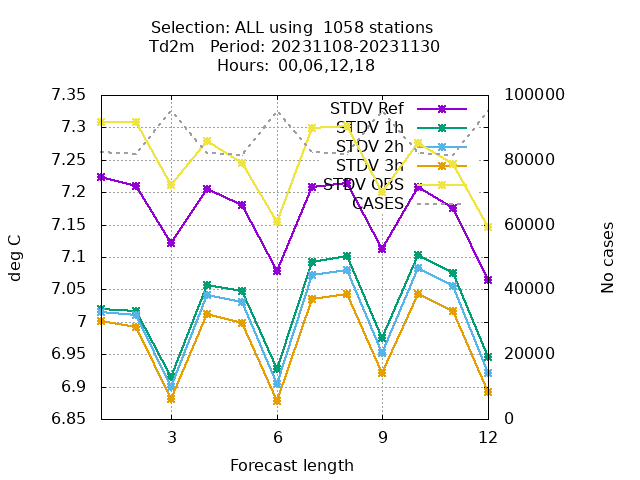 Selection: ALL using  1058 stations
Td2m   Period: 20231108-20231130
Hours:  00,06,12,18
7.35
7.3
7.25
7.2
7.15
7.1
7.05
7
6.95
6.9
6.85
deg C
STDV Ref
STDV 1h
STDV 2h
STDV 3h
STDV OBS
CASES
100000
80000
60000
40000
20000
0
No cases
3
6
9
12
Forecast length